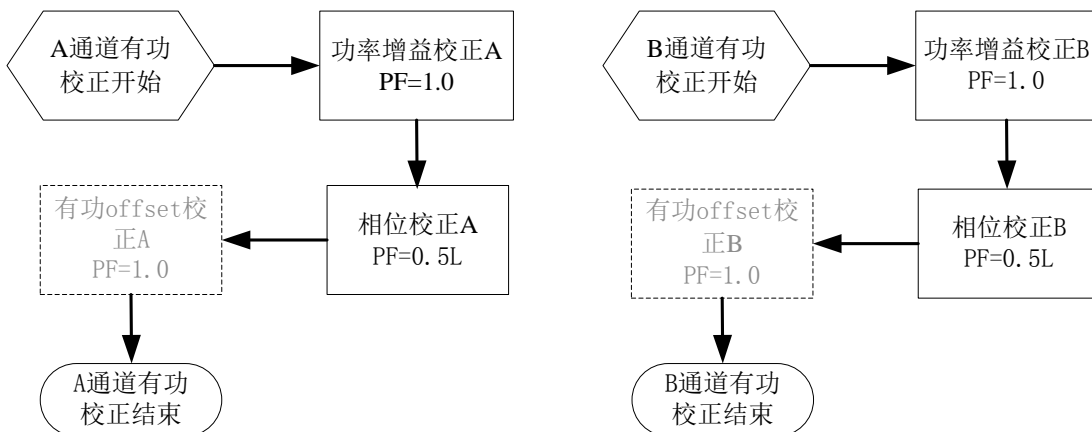 A通道有功
校正开始
功率增益校正A
PF=1.0
相位校正A
PF=0.5L
有功offset校
正A
PF=1.0
A通道有功
校正结束
B通道有功
校正开始
功率增益校正B
PF=1.0
相位校正B
PF=0.5L
有功offset校
正B
PF=1.0
B通道有功
校正结束